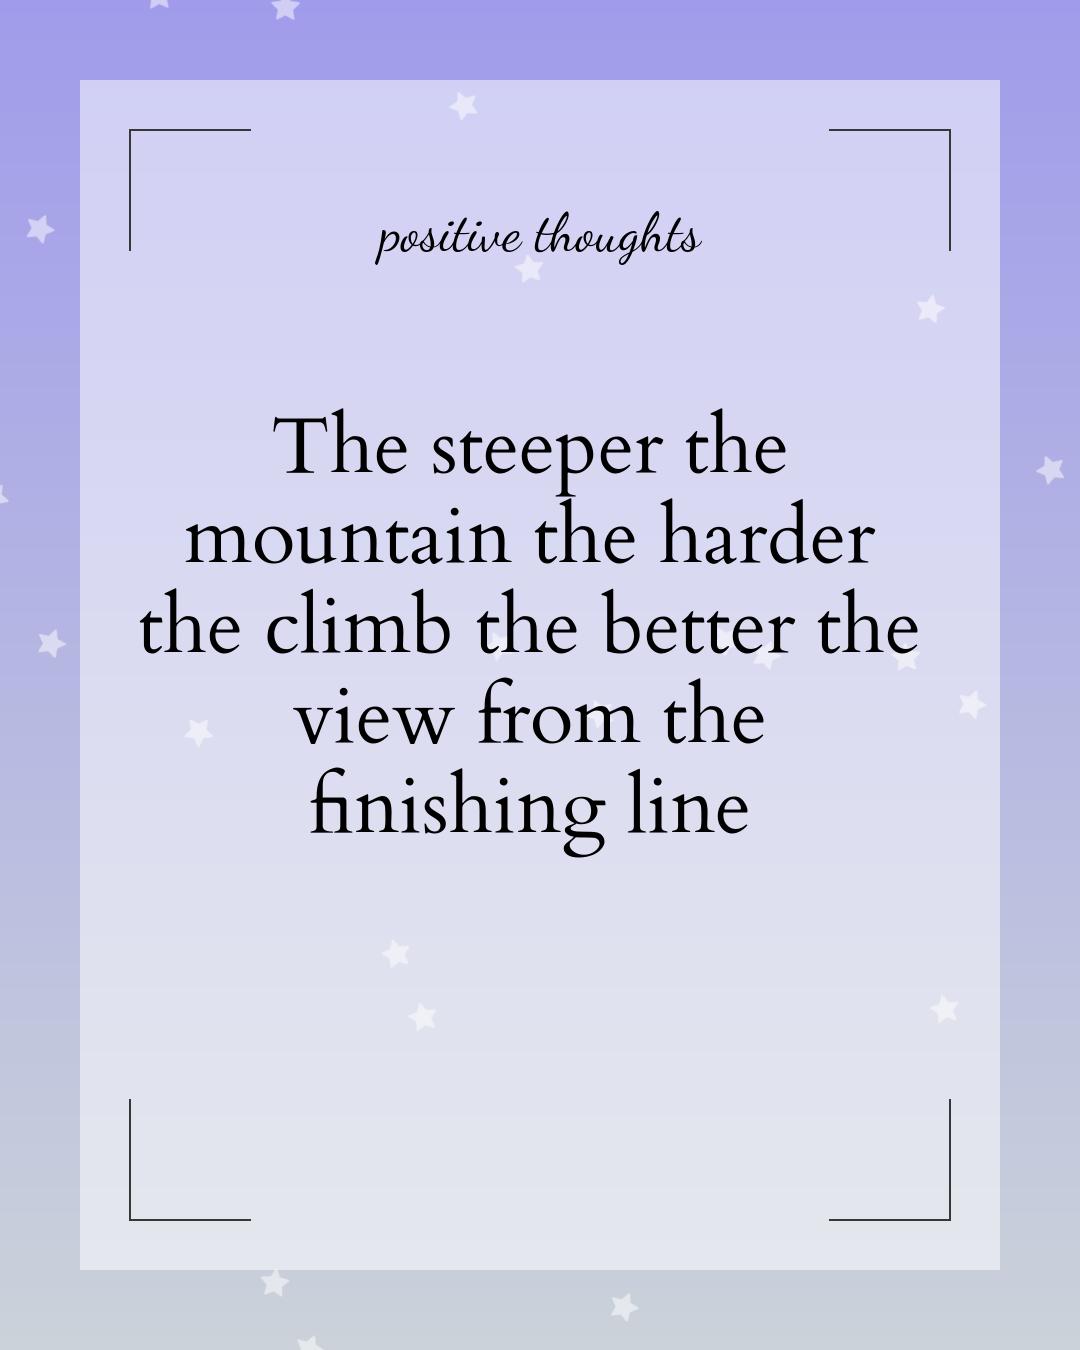 positive thoughts
The steeper the
mountain the harder
the climb the better the
view from the
finishing line